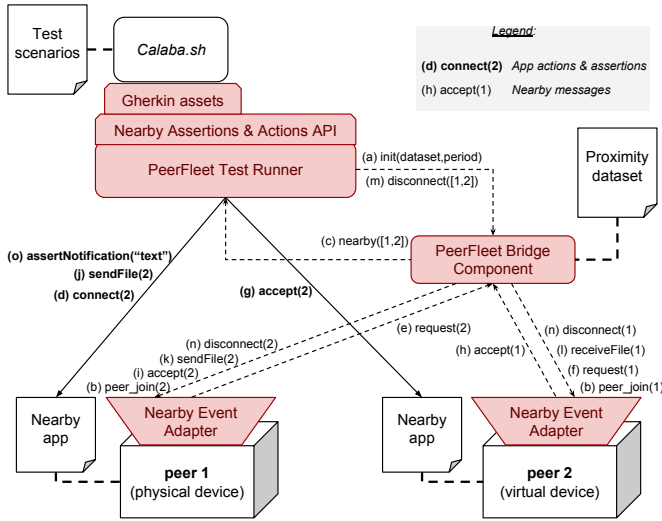 Test
scenarios
Calaba.sh
Legend:
(d) connect(2) App actions & assertions
(h) accept(1) Nearby messages
Gherkin assets
Nearby Assertions & Actions API
PeerFleet Test Runner
(a) init(dataset,period)
(m) disconnect([1,2])
Proximity
dataset
(c) nearby([1,2])
PeerFleet Bridge
Component
(o) assertNotification(“text”)
(j) sendFile(2)
(d) connect(2)
(g) accept(2)
(e) request(2)
(n) disconnect(2)
(k) sendFile(2)
(i) accept(2)
(b) peer_join(2)
(h) accept(1)
(n) disconnect(1)
(l) receiveFile(1)
(f) request(1)
(b) peer_join(1)
Nearby
app
Nearby Event
Adapter
peer 1
(physical device)
Nearby
app
Nearby Event
Adapter
peer 2
(virtual device)